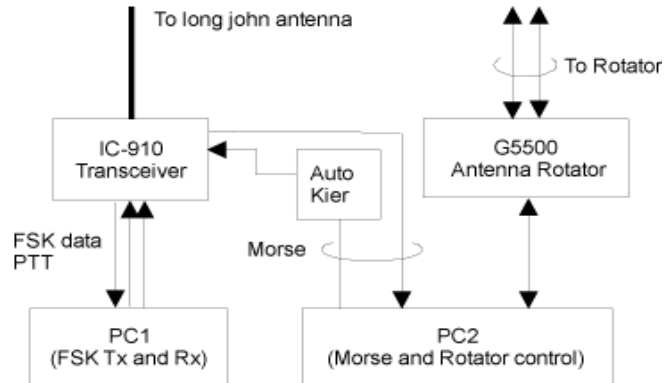 To long john antenna
To Rotator
IC-910
Transceiver
G5500
Antenna Rotator
Auto
Kier
FSK data
PTT
Morse
PC1
(FSK Tx and Rx)
PC2
(Morse and Rotator control)